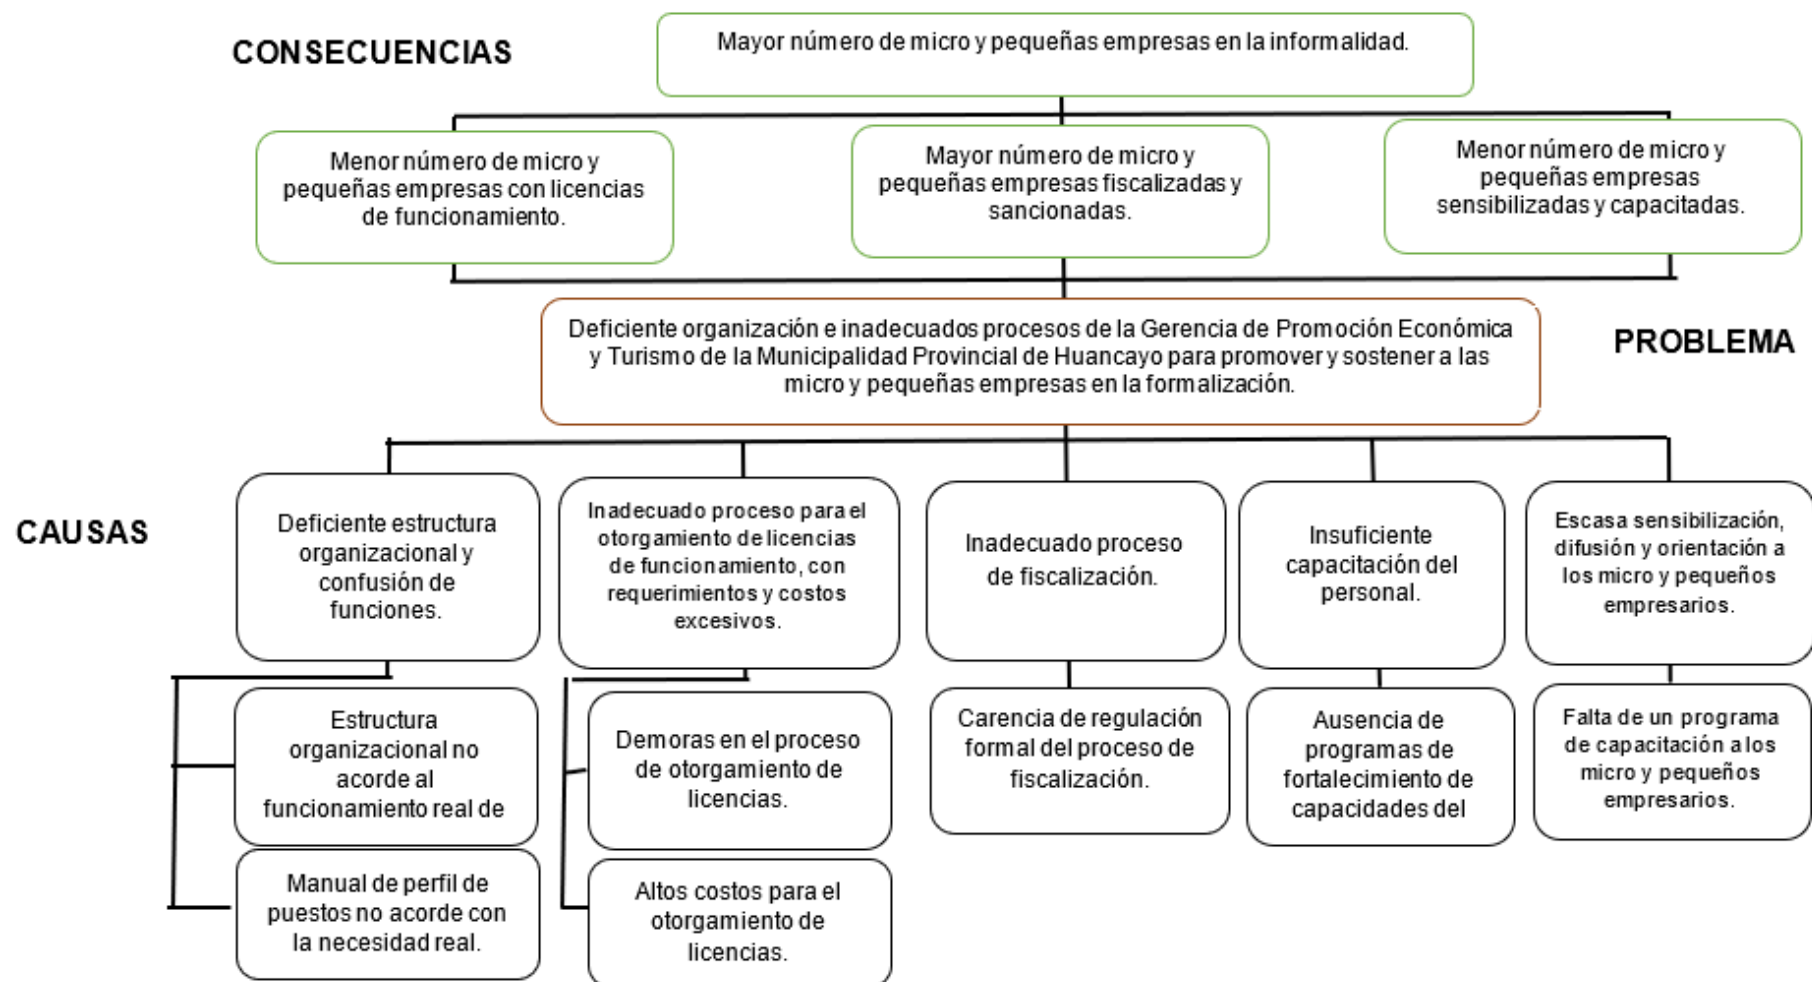 CONSECUENCIAS
Mayor número de micro y pequeñas empresas en la informalidad.
Menor número de micro y
pequeñas empresas con licencias
de funcionamiento.
Mayor número de micro y
pequeñas empresas fiscalizadas y
sancionadas.
Menor número de micro y
pequeñas empresas
sensibilizadas y capacitadas.
Deficiente organización e inadecuados procesos de la Gerencia de Promoción Económica
y Turismo de la Municipalidad Provincial de Huancayo para promover y sostener a las
micro y pequeñas empresas en la formalización.
PROBLEMA
CAUSAS
Deficiente estructura
organizacional y
confusión de
funciones.
Inadecuado proceso para el
otorgamiento de licencias
de funcionamiento, con
requerimientos y costos
excesivos.
Inadecuado proceso
de fiscalización.
Insuficiente
capacitación del
personal.
Escasa sensibilización,
difusión y orientación a
los micro y pequeños
empresarios.
Estructura
organizacional no
acorde al
funcionamiento real de
Demoras en el proceso
de otorgamiento de
licencias.
Carencia de regulación
formal del proceso de
fiscalización.
Ausencia de
programas de
fortalecimiento de
capacidades del
Falta de un programa
de capacitación a los
micro y pequeños
empresarios.
Manual de perfil de
puestos no acorde con
la necesidad real.
Altos costos para el
otorgamiento de
licencias.